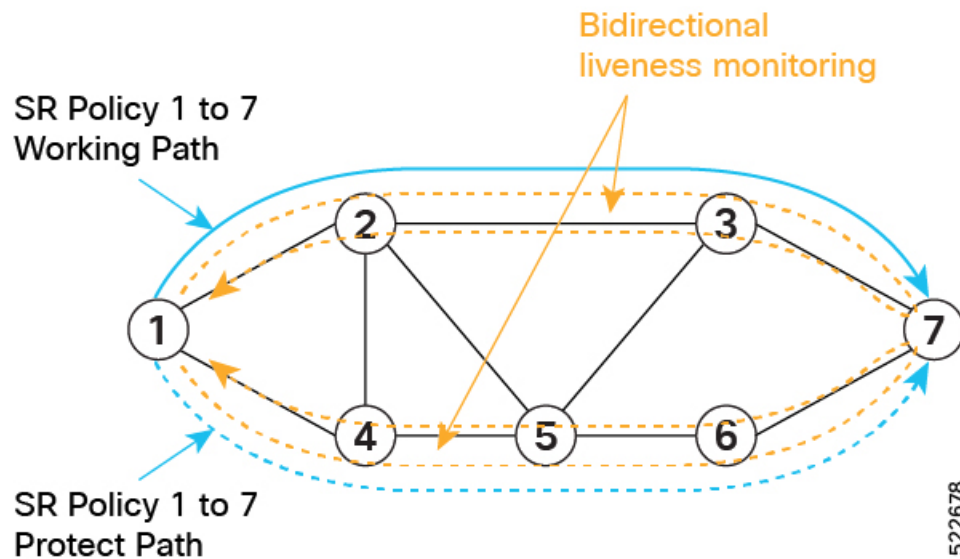 Bidirectional
liveness monitoring
SR Policy 1 to 7
Working Path
2
3
1
7
4
5
6
SR Policy 1 to 7
Protect Path
522678